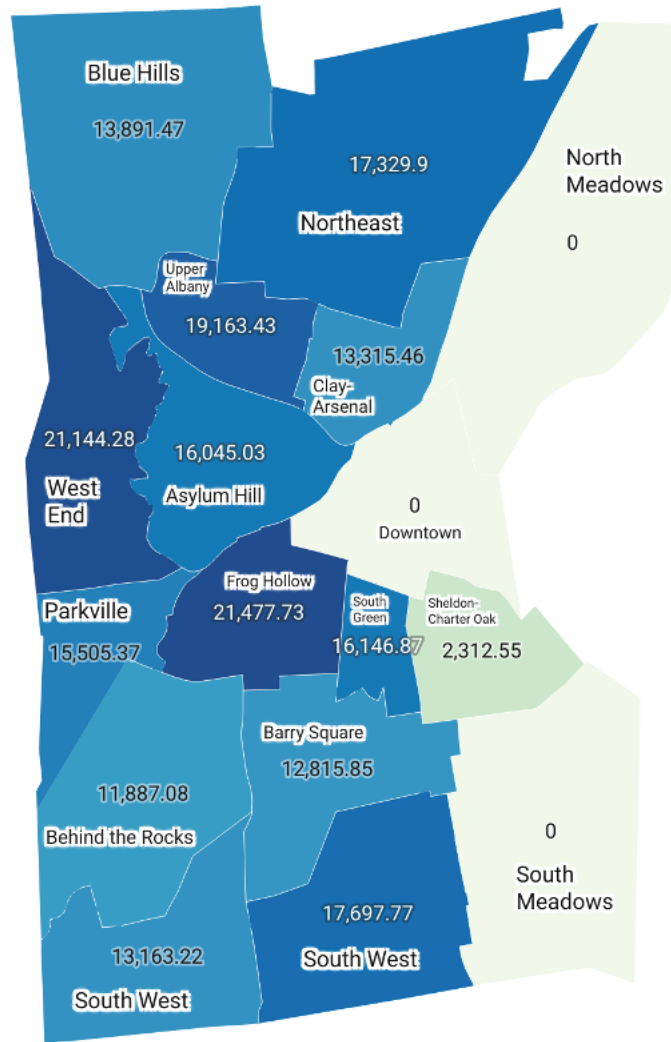 Blue Hills
13,891.47
17,329.9
Northeast
North
Meadows
0
Upper
Albany
19,163.43
13,315.46
Clay-
Arsenal
21,144.28
West
End
16,045.03
Asylum Hill
0
Downtown
Frog Hollow
21,477.73
South
Green
16,146.87
Sheldon-
Charter Oak
2,312.55
Parkville
15,505.37
Barry Square
12,815.85
11,887.08
Behind the Rocks
0
South
Meadows
17,697.77
South West
13,163.22
South West